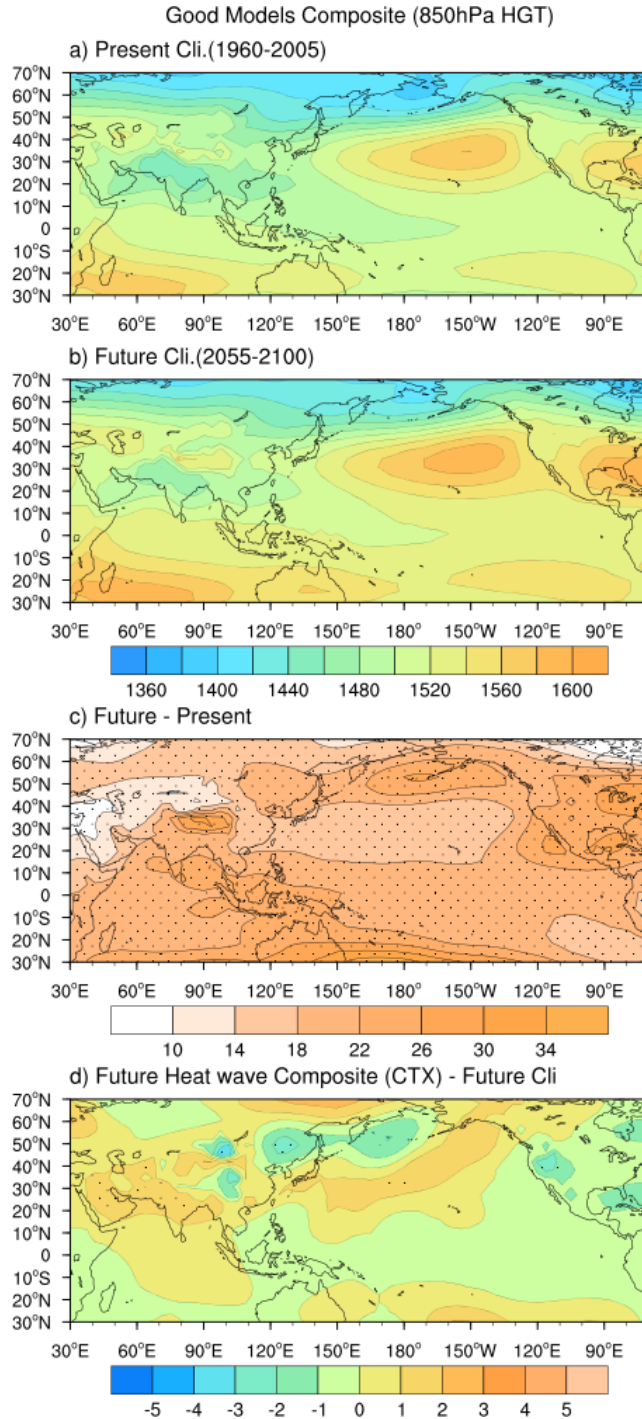 Good Models Composite (850hPa HGT)
a) Present Cli.(1960-2005)
70°N
60°N
50°N
40°N
30°N
20°N
10°N
0
10°S
20°N
30°N
30°E 60°E 90°E 120°E 150°E 180° 150°W 120°E 90°E
b) Future Cli.(2055-2100)
70°N
60°N
50°N
40°N
30°N
20°N
10°N
0
10°S
20°N
30°N
30°E 60°E 90°E 120°E 150°E 180° 150°W 120°E 90°E
1360 1400 1440 1480 1520 1560 1600
c) Future - Present
70°N
60°N
50°N
40°N
30°N
20°N
10°N
0
10°S
20°N
30°N
30°E 60°E 90°E 120°E 150°E 180° 150°W 120°E 90°E
10 14 18 22 26 30 34
d) Future Heat wave Composite (CTX) - Future Cli
70°N
60°N
50°N
40°N
30°N
20°N
10°N
0
10°S
20°N
30°N
30°E 60°E 90°E 120°E 150°E 180° 150°W 120°E 90°E
-5 -4 -3 -2 -1 0 1 2 3 4 5